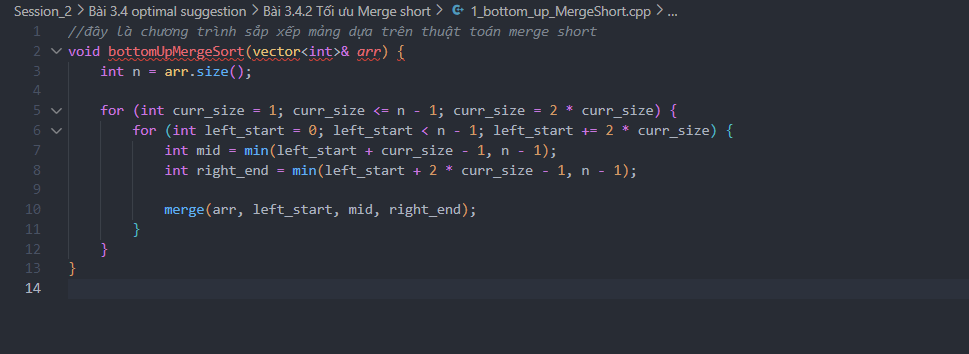 Session_2 > Bài 3.4 optimal suggestion > Bài 3.4.2 Tối ưu Merge short > 1_bottom_up_MergeShort.cpp > ...
1 //đây là chương trình sắp xếp mảng dựa trên thuật toán merge short
2 void bottomUpMergeSort(vector<int>& arr) {
3     int n = arr.size();
4
5     for (int curr_size = 1; curr_size <= n - 1; curr_size = 2 * curr_size) {
6         for (int left_start = 0; left_start < n - 1; left_start += 2 * curr_size) {
7             int mid = min(left_start + curr_size - 1, n - 1);
8             int right_end = min(left_start + 2 * curr_size - 1, n - 1);
9
10             merge(arr, left_start, mid, right_end);
11         }
12     }
13 }
14